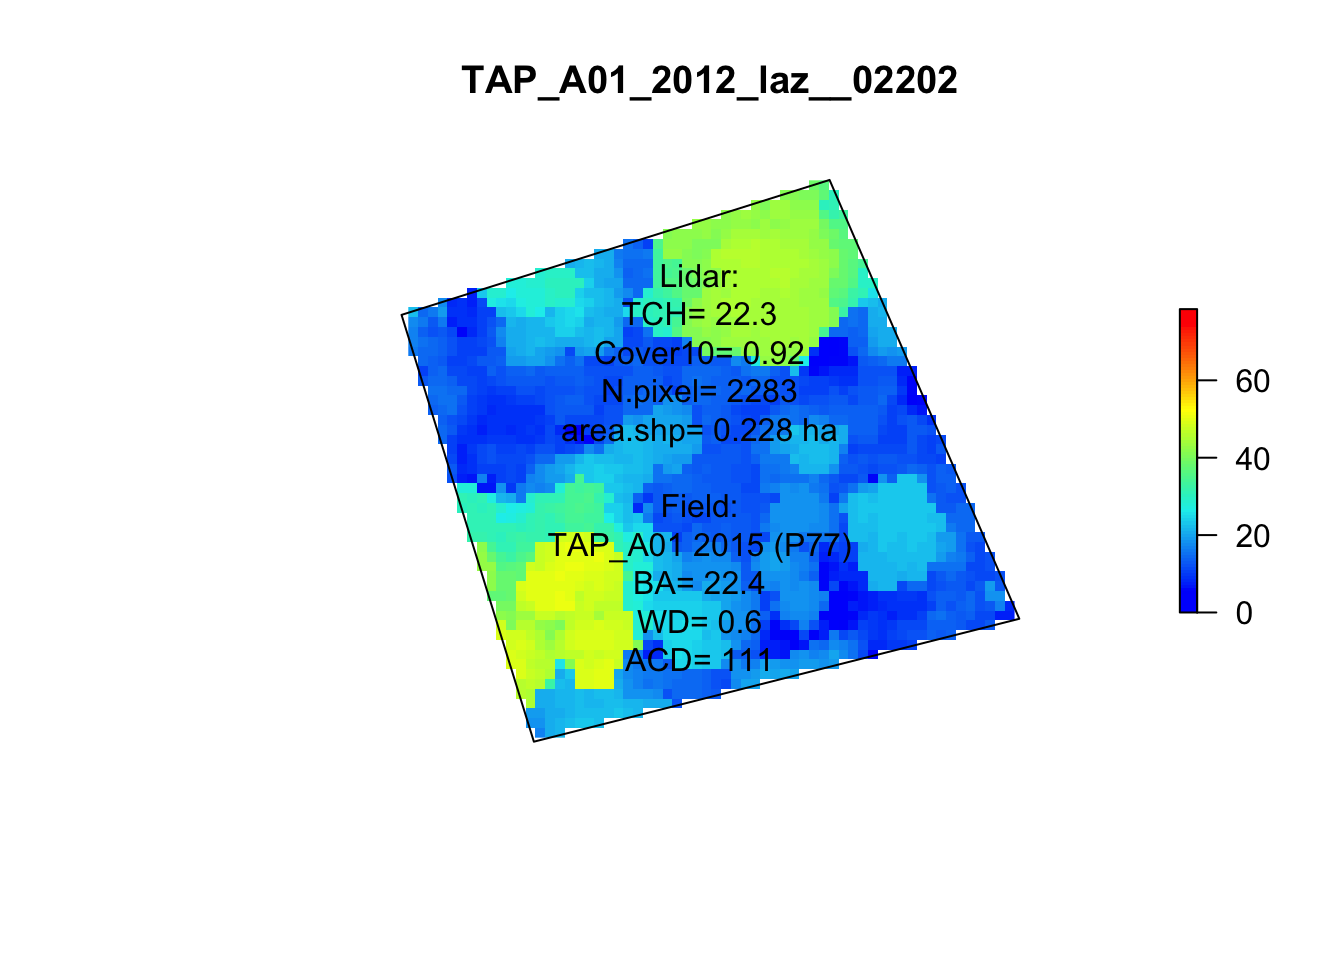 TAP_A01_2012_laz__02202
Lidar:
TCH= 22.3
Cover10= 0.92
N.pixel= 2283
area.shp= 0.228 ha
Field:
TAP_A01 2015 (P77)
BA= 22.4
WD= 0.6
ACD= 111
60
40
20
0